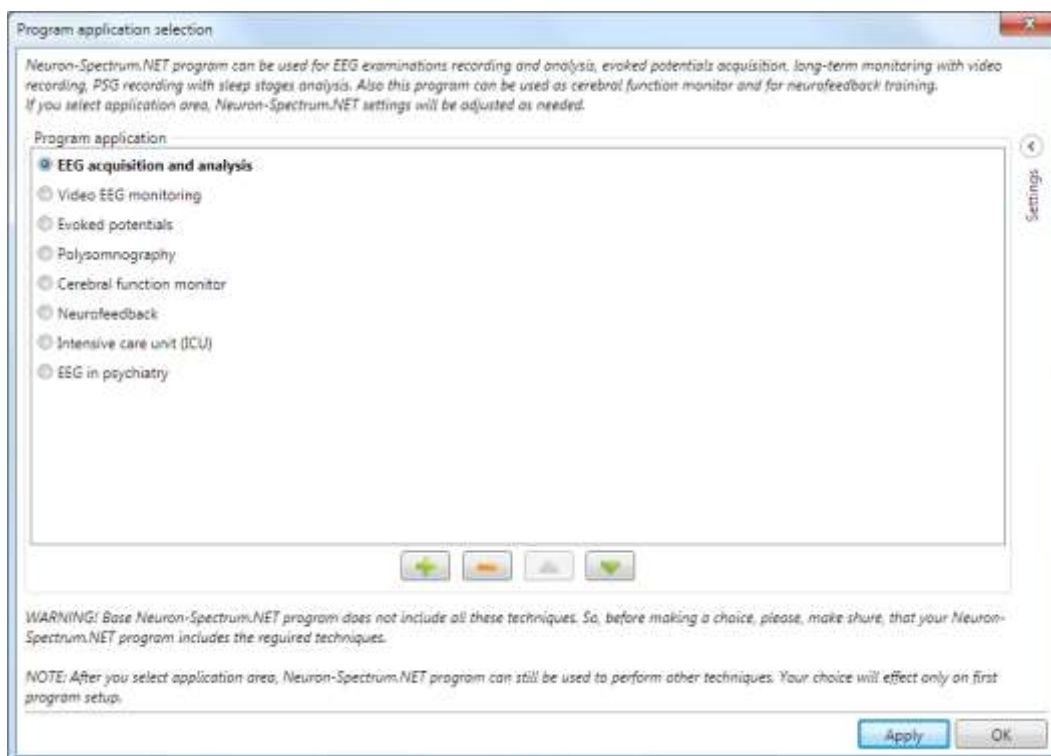 Program application selection
Neuron-Spectrum.NET program can be used for EEG examinations recording and analysis, evoked potentials acquisition, long-term monitoring with video
recording, PSG recording with sleep stages analysis. Also this program can be used as cerebral function monitor and for neurofeedback training.
If you select application area, Neuron-Spectrum.NET settings will be adjusted as needed.
Program application
EEG acquisition and analysis
Video EEG monitoring
Evoked potentials
Polysomnography
Cerebral function monitor
Neurofeedback
Intensive care unit (ICU)
EEG in psychiatry
Settings
WARNING! Base Neuron-Spectrum.NET program does not include all these techniques. So, before making a choice, please, make shure, that your Neuron-
Spectrum.NET program includes the reguired techniques.
NOTE: After you select application area, Neuron-Spectrum.NET program can still be used to perform other techniques. Your choice will effect only on first
program setup.
Apply
OK